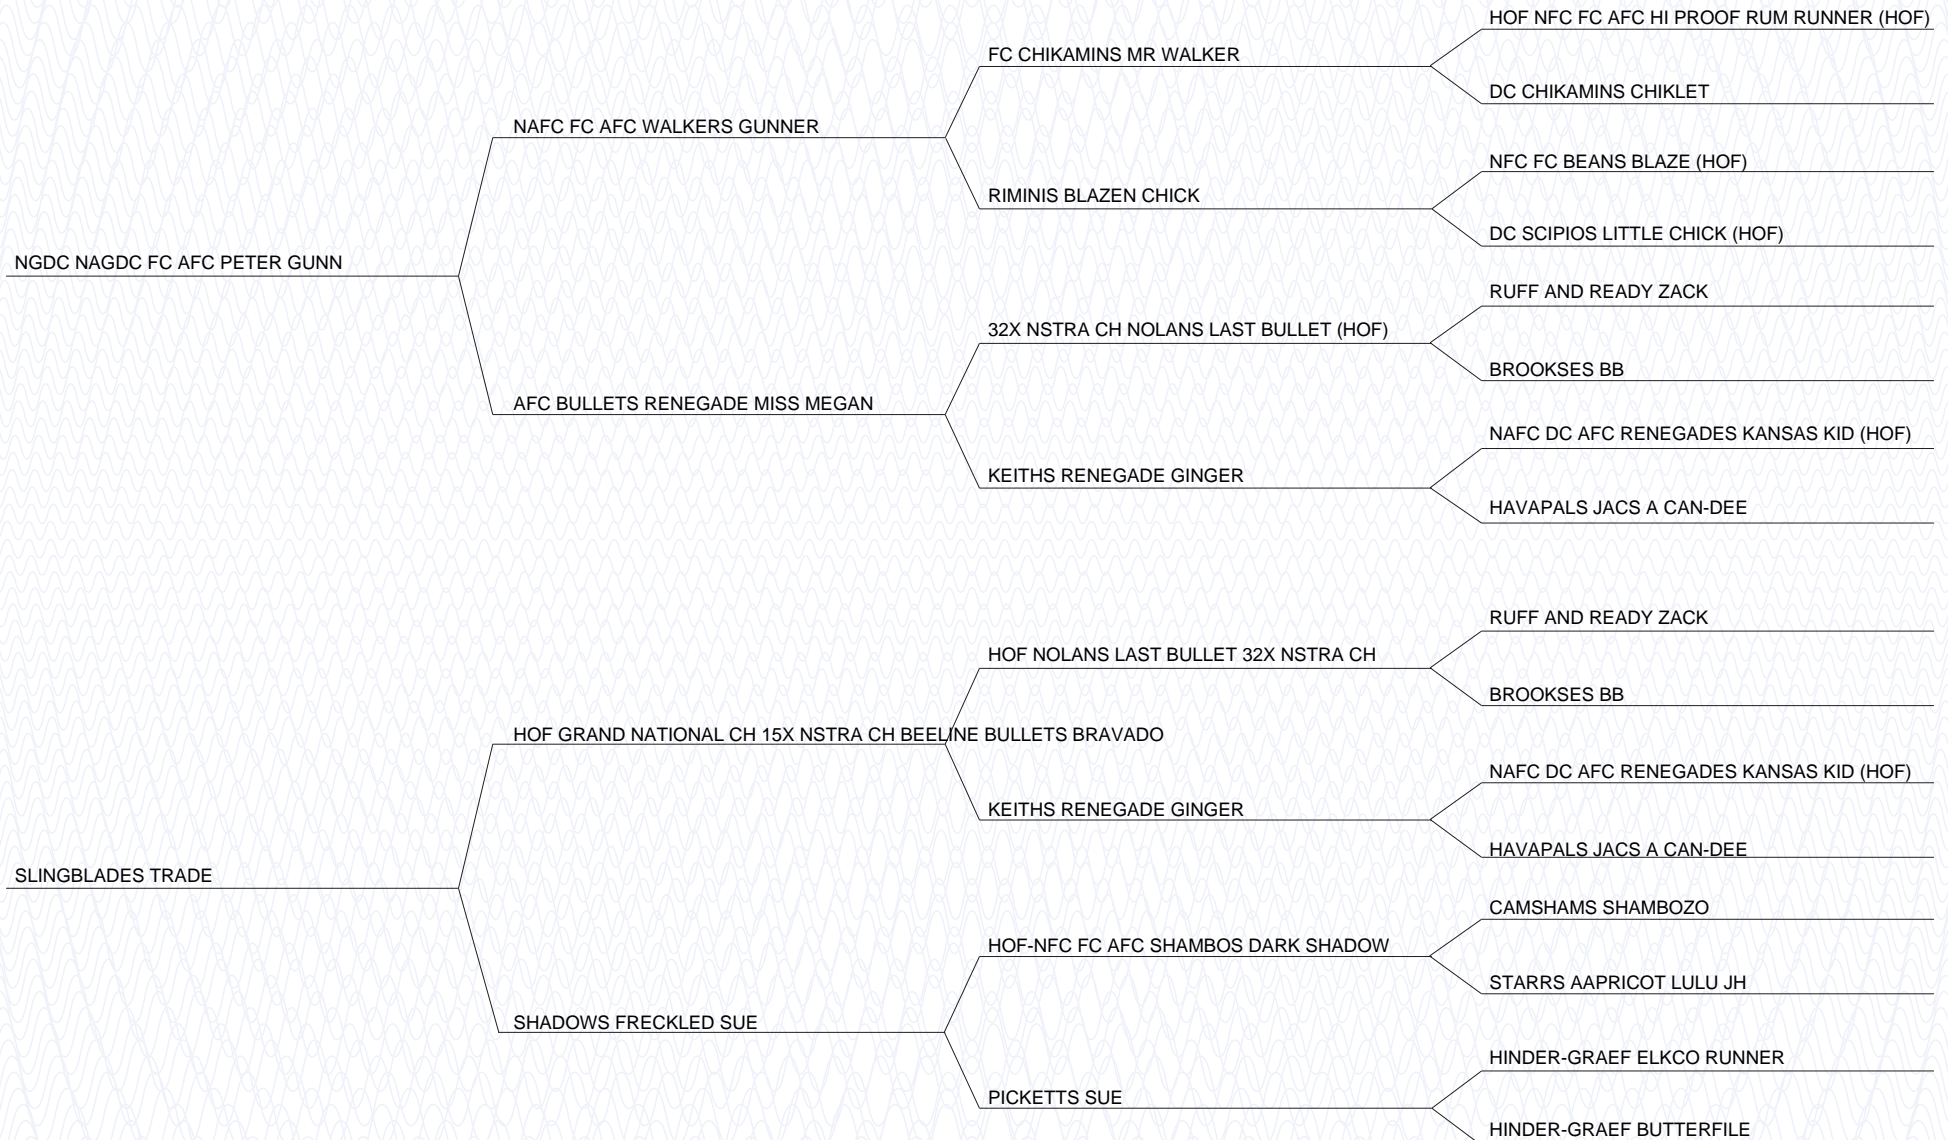 HOF NFC FC AFC HI PROOF RUM RUNNER (HOF)
FC CHIKAMINS MR WALKER
DC CHIKAMINS CHIKLET
NAFC FC AFC WALKERS GUNNER
NFC FC BEANS BLAZE (HOF)
RIMINIS BLAZEN CHICK
DC SCIPIOS LITTLE CHICK (HOF)
NGDC NAGDC FC AFC PETER GUNN
RUFF AND READY ZACK
32X NSTRA CH NOLANS LAST BULLET (HOF)
BROOKSES BB
AFC BULLETS RENEGADE MISS MEGAN
NAFC DC AFC RENEGADES KANSAS KID (HOF)
KEITHS RENEGADE GINGER
HAVAPALS JACS A CAN-DEE
RUFF AND READY ZACK
HOF NOLANS LAST BULLET 32X NSTRA CH
BROOKSES BB
HOF GRAND NATIONAL CH 15X NSTRA CH BEELINE BULLETS BRAVADO
NAFC DC AFC RENEGADES KANSAS KID (HOF)
KEITHS RENEGADE GINGER
HAVAPALS JACS A CAN-DEE
SLINGBLADES TRADE
CAMSHAMS SHAMBOZO
HOF-NFC FC AFC SHAMBOS DARK SHADOW
STARRS AAPRICOT LULU JH
SHADOWS FRECKLED SUE
HINDER-GRAEF ELKCO RUNNER
PICKETTS SUE
HINDER-GRAEF BUTTERFILE